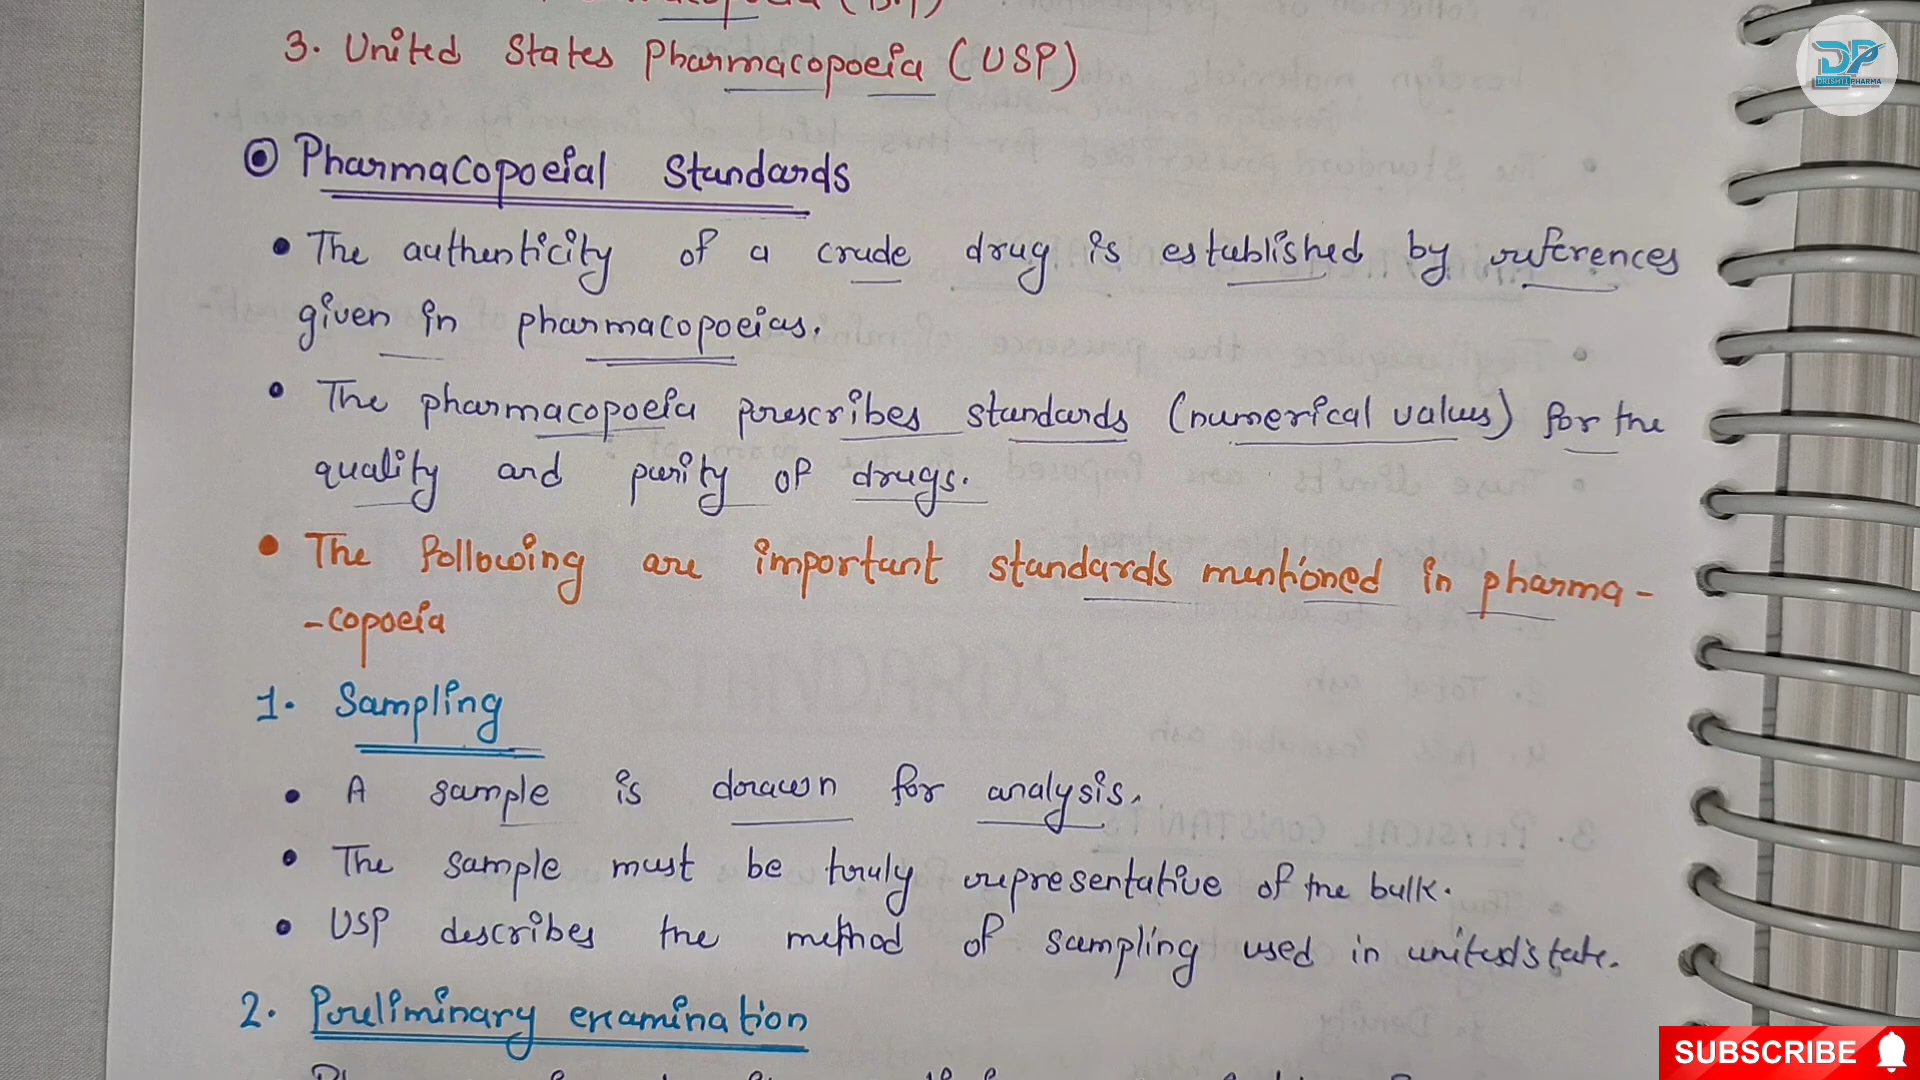 3. United States Pharmacopoeia (USP)
DP
DRISHTI PHARMA
Pharmacopoeial Standards
• The authenticity of a crude drug is established by references
given in pharmacopoeias.
• The pharmacopoeia prescribes standards (numerical values) for the
quality and purity of drugs.
• The following are important standards mentioned in pharma-
-copoeia
1. Sampling
• A sample is drawn for analysis.
• The sample must be truly representative of the bulk.
• USP describes the method of sampling used in united state.
2. Preliminary examination
SUBSCRIBE